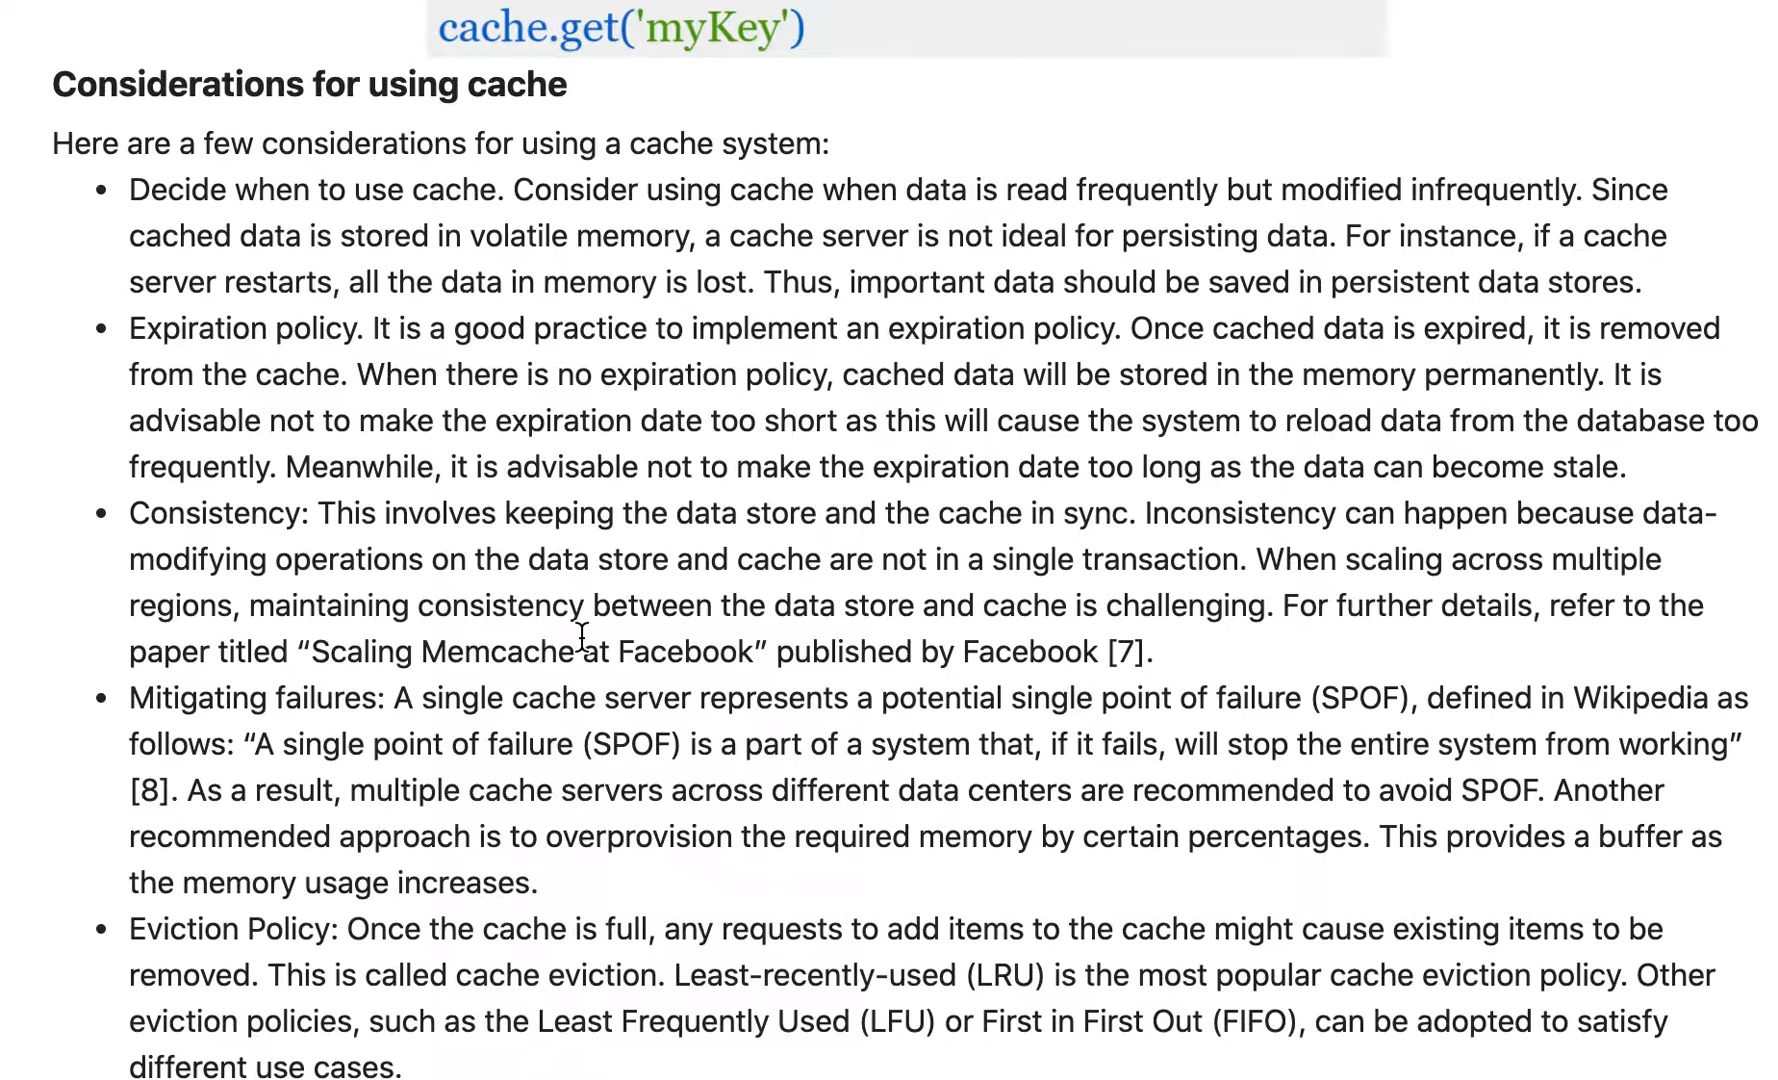 cache.get('myKey')
Considerations for using cache
Here are a few considerations for using a cache system:
• Decide when to use cache. Consider using cache when data is read frequently but modified infrequently. Since
cached data is stored in volatile memory, a cache server is not ideal for persisting data. For instance, if a cache
server restarts, all the data in memory is lost. Thus, important data should be saved in persistent data stores.
• Expiration policy. It is a good practice to implement an expiration policy. Once cached data is expired, it is removed
from the cache. When there is no expiration policy, cached data will be stored in the memory permanently. It is
advisable not to make the expiration date too short as this will cause the system to reload data from the database too
frequently. Meanwhile, it is advisable not to make the expiration date too long as the data can become stale.
• Consistency: This involves keeping the data store and the cache in sync. Inconsistency can happen because data-
modifying operations on the data store and cache are not in a single transaction. When scaling across multiple
regions, maintaining consistency between the data store and cache is challenging. For further details, refer to the
paper titled “Scaling Memcache at Facebook” published by Facebook [7].
• Mitigating failures: A single cache server represents a potential single point of failure (SPOF), defined in Wikipedia as
follows: “A single point of failure (SPOF) is a part of a system that, if it fails, will stop the entire system from working”
[8]. As a result, multiple cache servers across different data centers are recommended to avoid SPOF. Another
recommended approach is to overprovision the required memory by certain percentages. This provides a buffer as
the memory usage increases.
• Eviction Policy: Once the cache is full, any requests to add items to the cache might cause existing items to be
removed. This is called cache eviction. Least-recently-used (LRU) is the most popular cache eviction policy. Other
eviction policies, such as the Least Frequently Used (LFU) or First in First Out (FIFO), can be adopted to satisfy
different use cases.